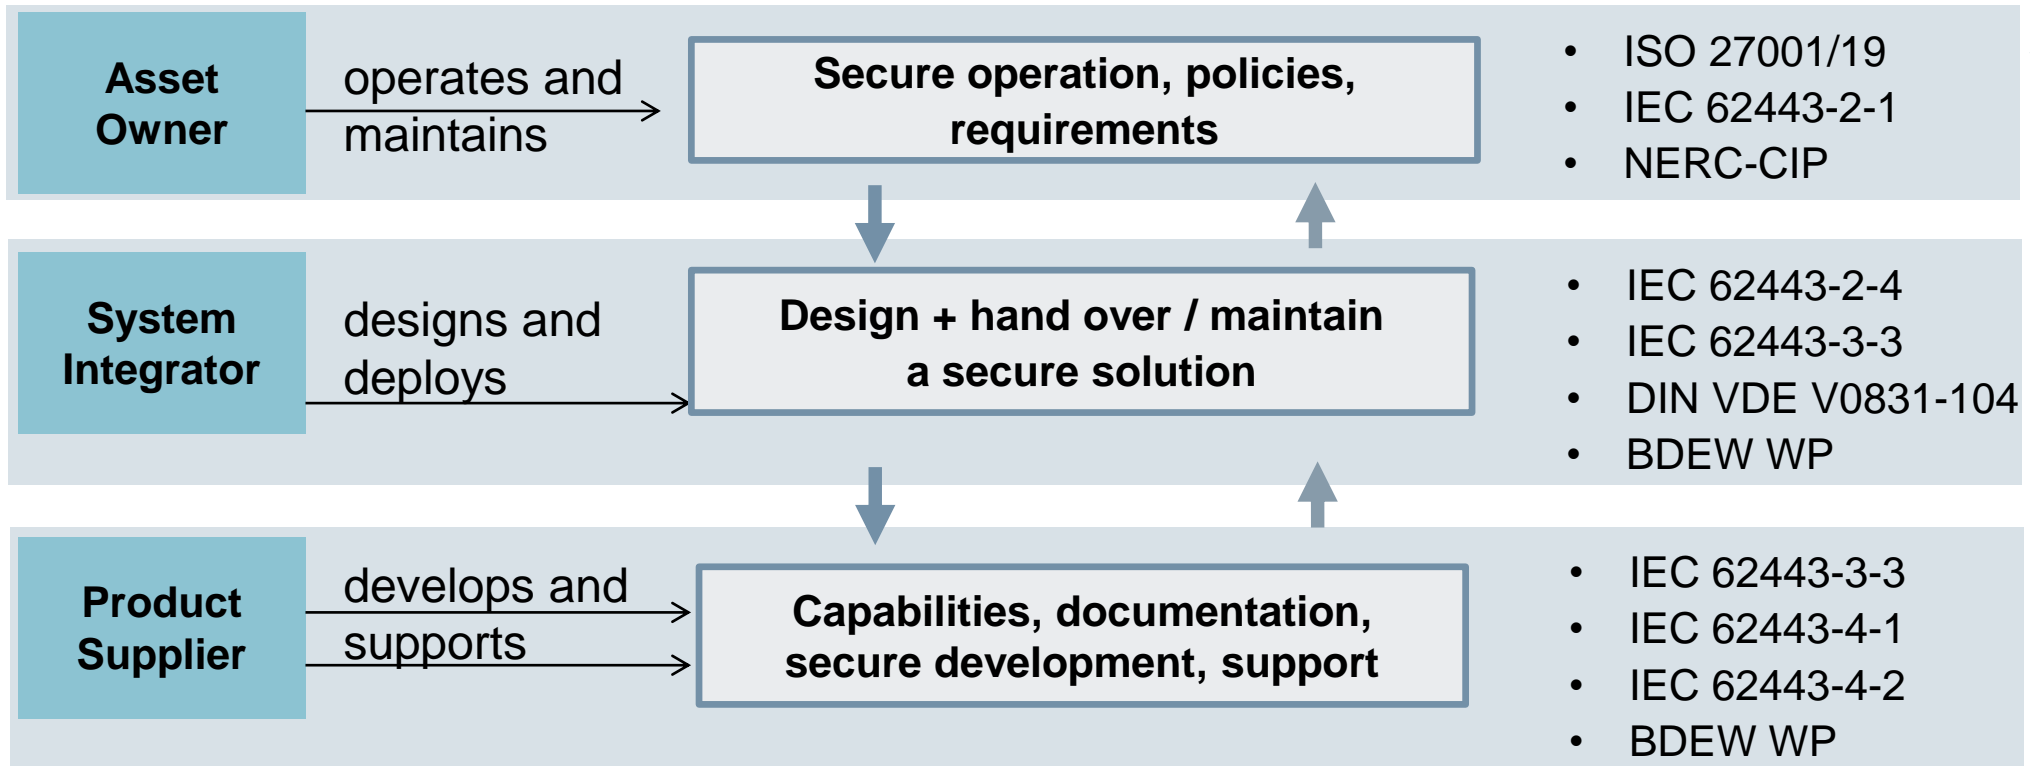 Asset
Owner
operates and
maintains
Secure operation, policies,
requirements
• ISO 27001/19
• IEC 62443-2-1
• NERC-CIP
System
Integrator
designs and
deploys
Design + hand over / maintain
a secure solution
• IEC 62443-2-4
• IEC 62443-3-3
• DIN VDE V0831-104
• BDEW WP
Product
Supplier
develops and
supports
Capabilities, documentation,
secure development, support
• IEC 62443-3-3
• IEC 62443-4-1
• IEC 62443-4-2
• BDEW WP